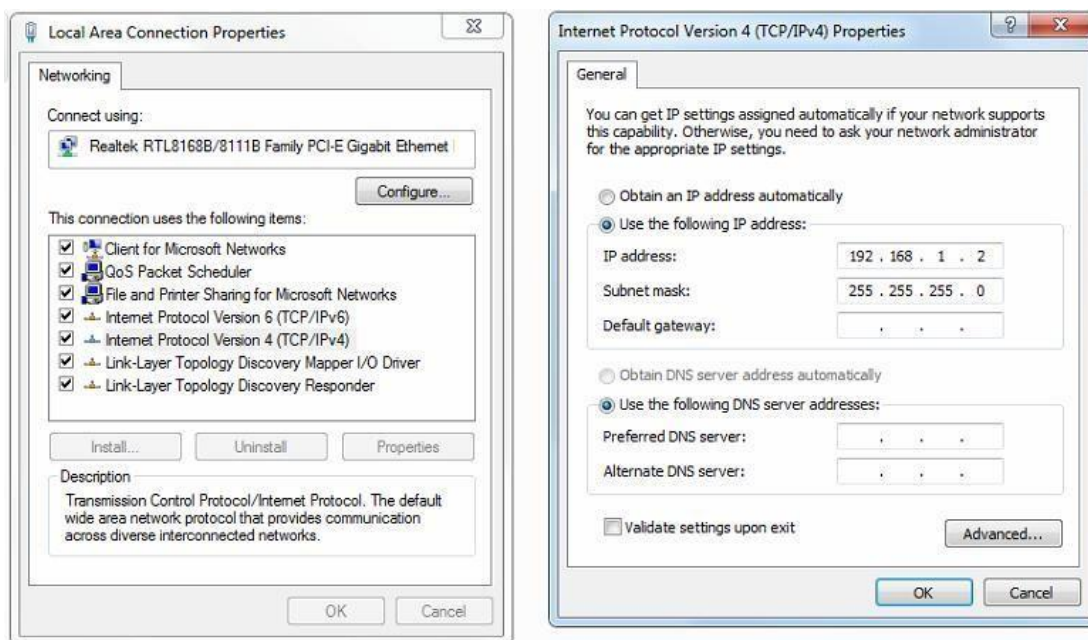 Local Area Connection Properties
Networking
Connect using:
Realtek RTL8168B/8111B Family PCI-E Gigabit Ethernet
Configure...
This connection uses the following items:
Client for Microsoft Networks
QoS Packet Scheduler
File and Printer Sharing for Microsoft Networks
Internet Protocol Version 6 (TCP/IPv6)
Internet Protocol Version 4 (TCP/IPv4)
Link-Layer Topology Discovery Mapper I/O Driver
Link-Layer Topology Discovery Responder
Install...
Uninstall
Properties
Description
Transmission Control Protocol/Internet Protocol. The default
wide area network protocol that provides communication
across diverse interconnected networks.
OK
Cancel
Internet Protocol Version 4 (TCP/IPv4) Properties
General
You can get IP settings assigned automatically if your network supports
this capability. Otherwise, you need to ask your network administrator
for the appropriate IP settings.
Obtain an IP address automatically
Use the following IP address:
IP address: 192 . 168 . 1 . 2
Subnet mask: 255 . 255 . 255 . 0
Default gateway: . . .
Obtain DNS server address automatically
Use the following DNS server addresses:
Preferred DNS server: . . .
Alternate DNS server: . . .
Validate settings upon exit
Advanced...
OK
Cancel